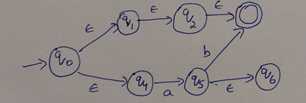 ε q₁ ε q₂ ε
q₀
b
ε q₄ a q₅ ε q₆